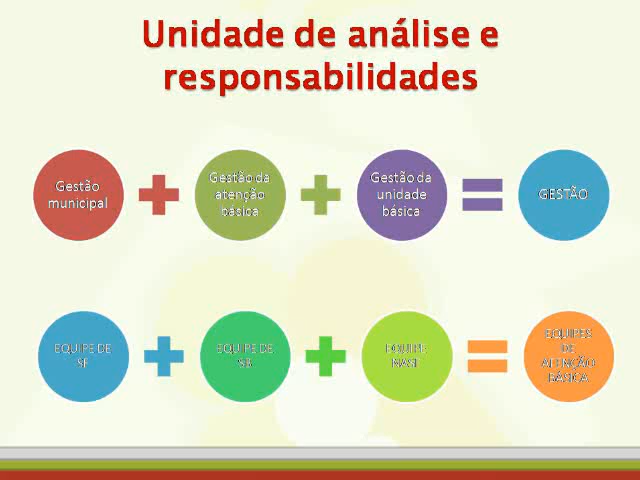 Unidade de análise e
responsabilidades
Gestão
municipal
Gestão da
atenção
básica
Gestão da
unidade
básica
GESTÃO
EQUIPE DE
SF
EQUIPE DE
SB
EQUIPE
NASF
EQUIPES
DE
ATENÇÃO
BÁSICA